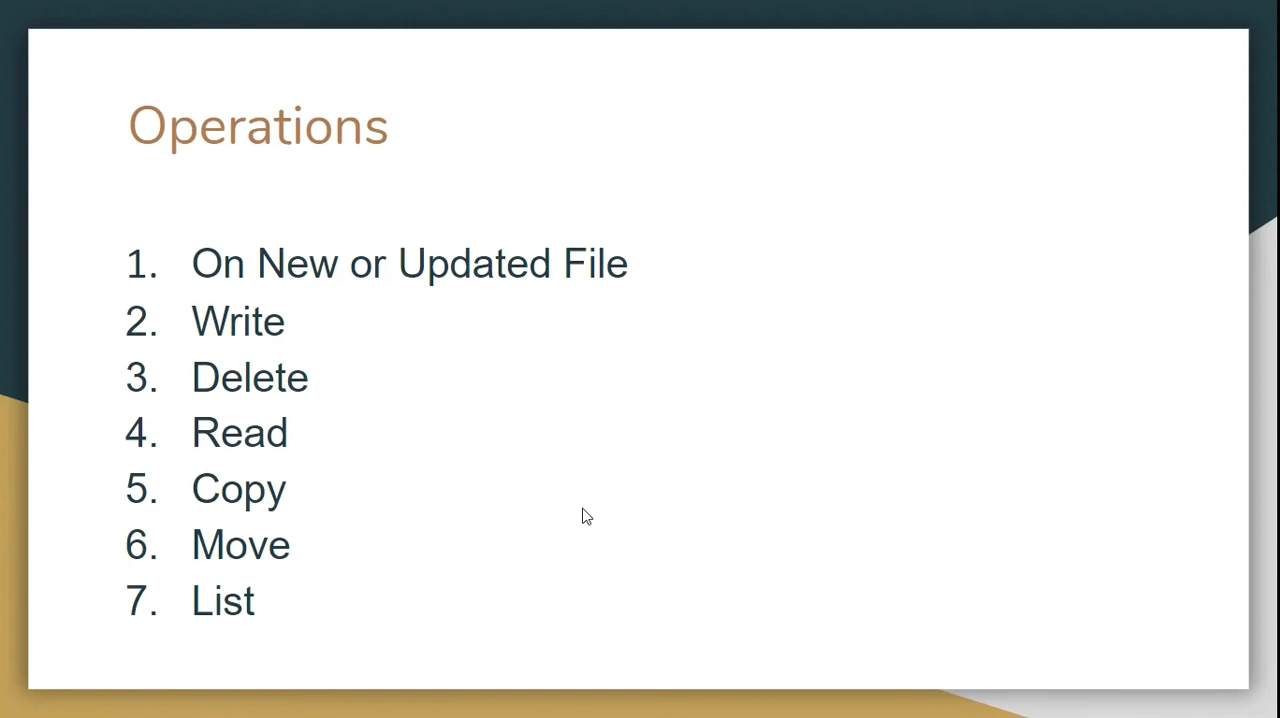 Operations
1. On New or Updated File
2. Write
3. Delete
4. Read
5. Copy
6. Move
7. List